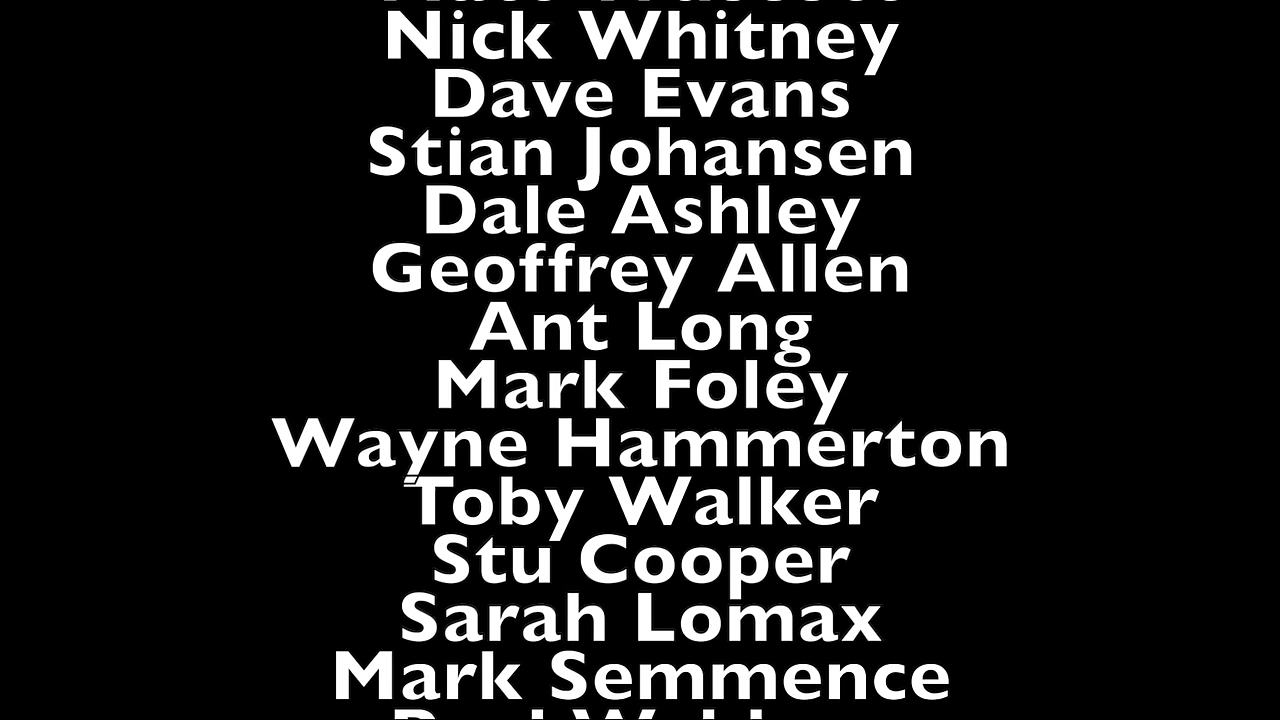 Nick Whitney
Dave Evans
Stian Johansen
Dale Ashley
Geoffrey Allen
Ant Long
Mark Foley
Wayne Hammerton
Toby Walker
Stu Cooper
Sarah Lomax
Mark Semmence